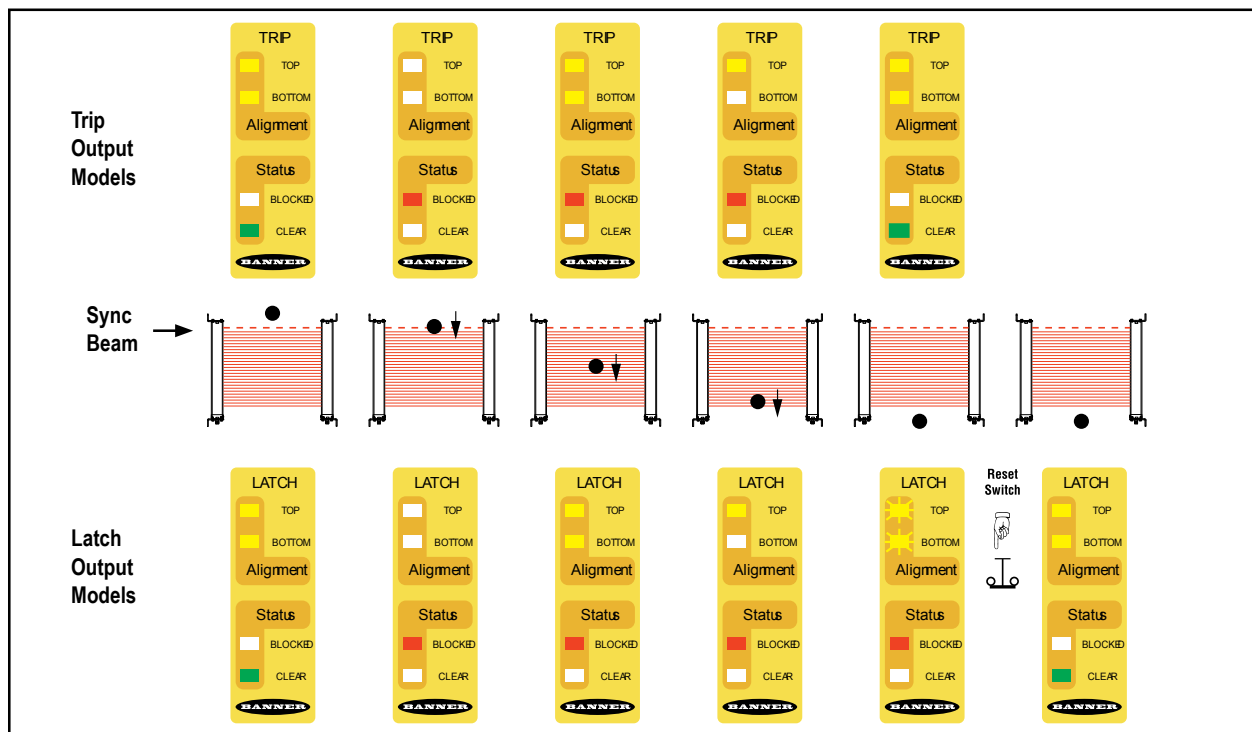 TRIP
TOP
BOTTOM
Alignment
Status
BLOCKED
CLEAR
BANNER
TRIP
TOP
BOTTOM
Alignment
Status
BLOCKED
CLEAR
BANNER
TRIP
TOP
BOTTOM
Alignment
Status
BLOCKED
CLEAR
BANNER
TRIP
TOP
BOTTOM
Alignment
Status
BLOCKED
CLEAR
BANNER
TRIP
TOP
BOTTOM
Alignment
Status
BLOCKED
CLEAR
BANNER
Trip
Output
Models
Sync
Beam
Latch
Output
Models
LATCH
TOP
BOTTOM
Alignment
Status
BLOCKED
CLEAR
BANNER
LATCH
TOP
BOTTOM
Alignment
Status
BLOCKED
CLEAR
BANNER
LATCH
TOP
BOTTOM
Alignment
Status
BLOCKED
CLEAR
BANNER
LATCH
TOP
BOTTOM
Alignment
Status
BLOCKED
CLEAR
BANNER
LATCH
TOP
BOTTOM
Alignment
Status
BLOCKED
CLEAR
BANNER
Reset
Switch
LATCH
TOP
BOTTOM
Alignment
Status
BLOCKED
CLEAR
BANNER